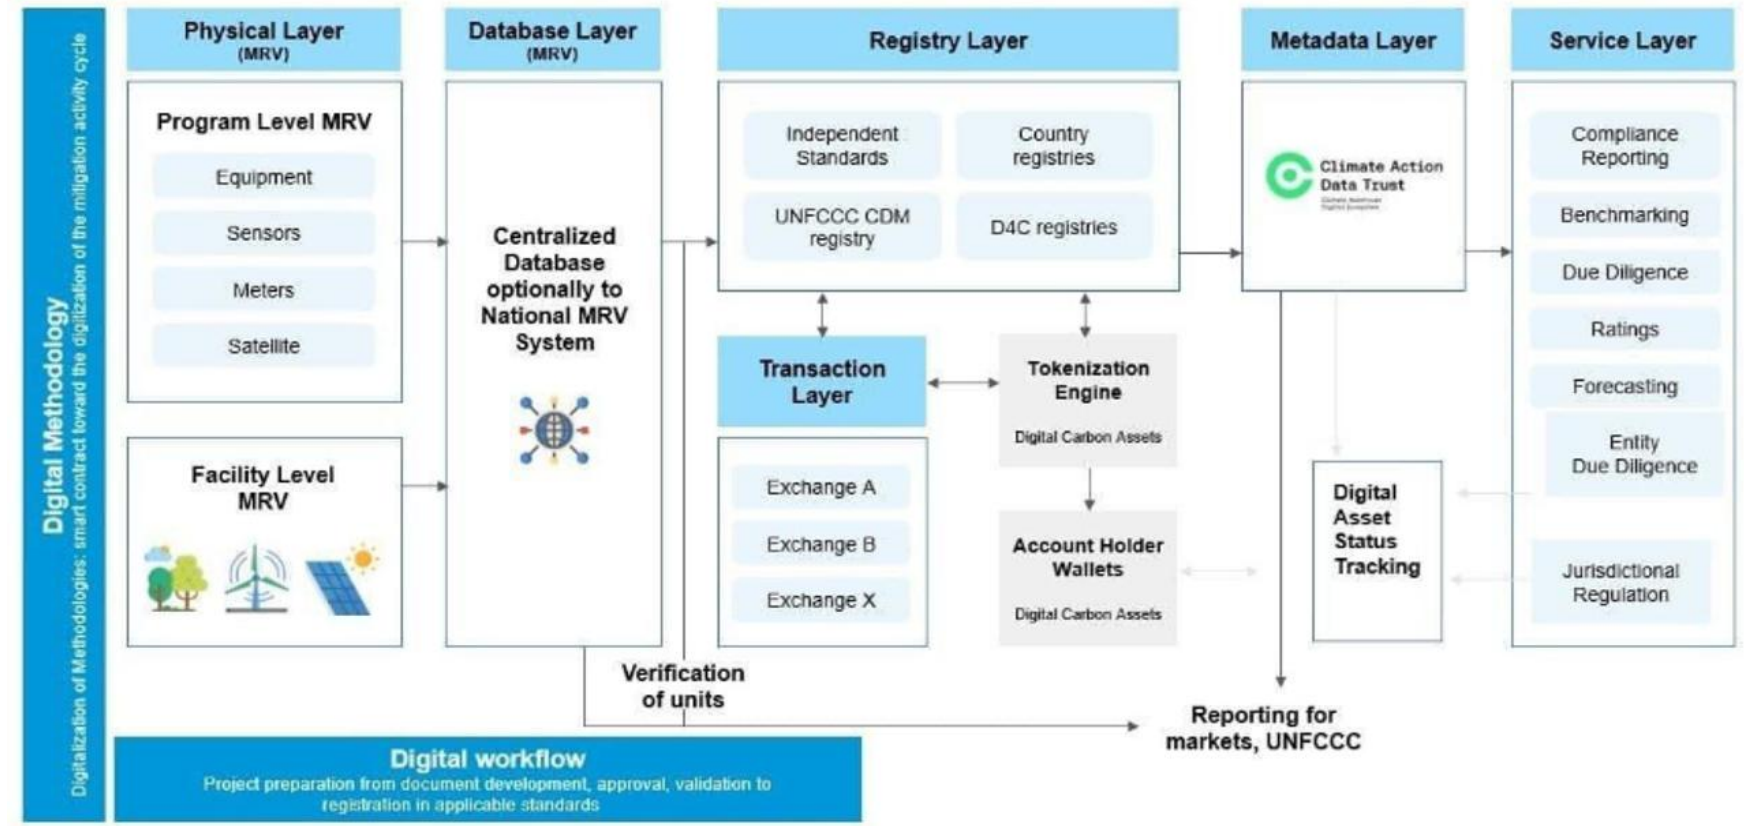 Digital Methodology
Digitalization of Methodologies: smart contract toward the digitization of the mitigation activity cycle
Physical Layer
(MRV)
Program Level MRV
Equipment
Sensors
Meters
Satellite
Facility Level
MRV
Database Layer
(MRV)
Centralized
Database
optionally to
National MRV
System
Registry Layer
Independent
Standards
Country
registries
UNFCCC CDM
registry
D4C registries
Transaction
Layer
Exchange A
Exchange B
Exchange X
Tokenization
Engine
Digital Carbon Assets
Account Holder
Wallets
Digital Carbon Assets
Metadata Layer
Climate Action
Data Trust
Digital
Asset
Status
Tracking
Service Layer
Compliance
Reporting
Benchmarking
Due Diligence
Ratings
Forecasting
Entity
Due Diligence
Jurisdictional
Regulation
Verification
of units
Reporting for
markets, UNFCCC
Digital workflow
Project preparation from document development, approval, validation to
registration in applicable standards